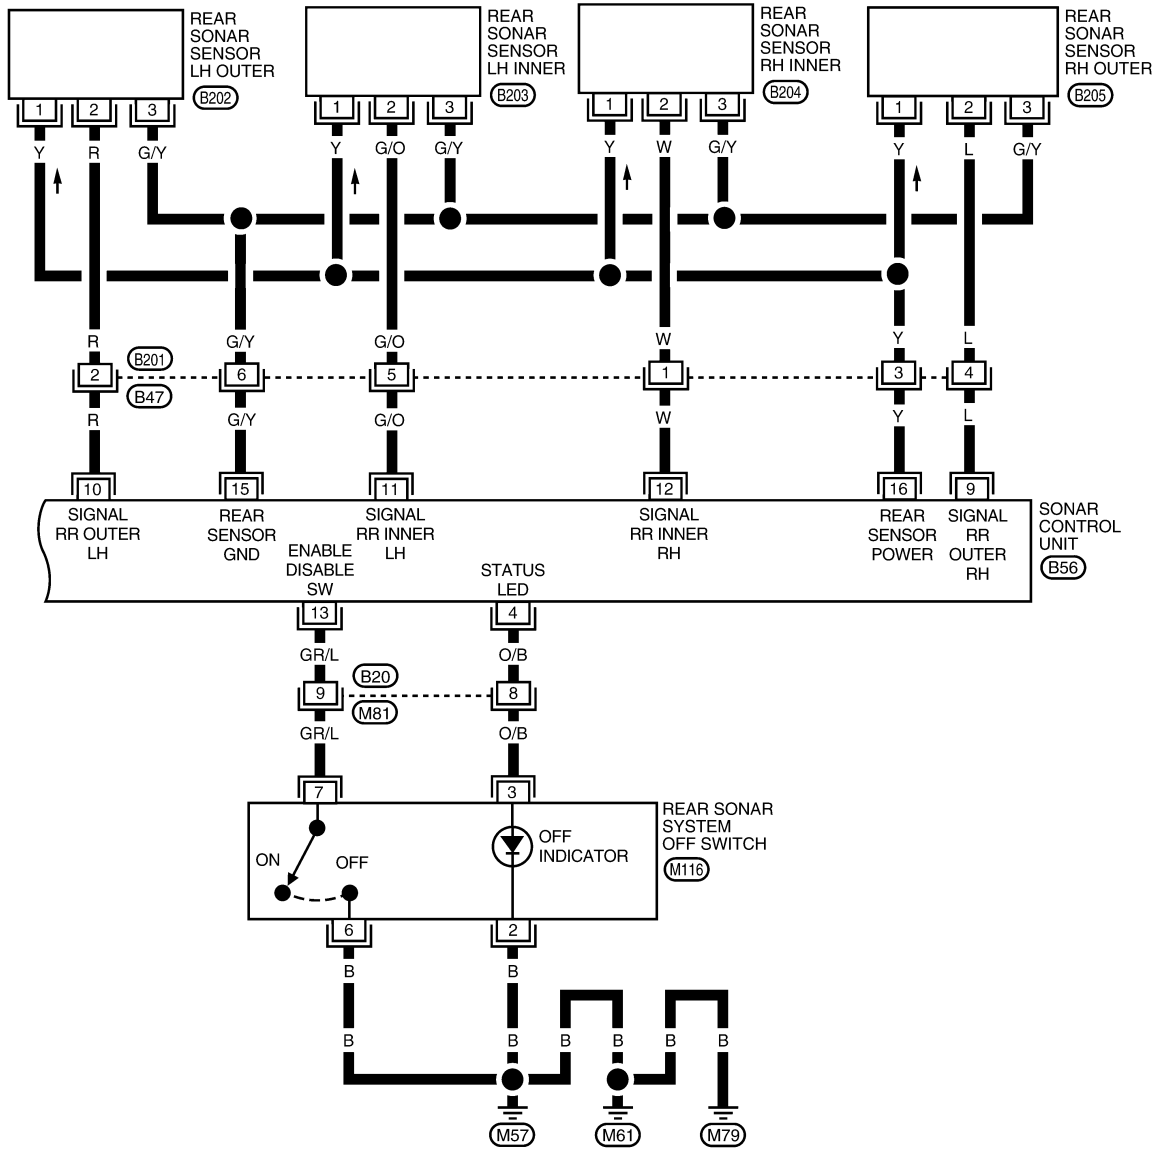 REAR
SONAR
SENSOR
LH OUTER
B202
REAR
SONAR
SENSOR
LH INNER
B203
REAR
SONAR
SENSOR
RH INNER
B204
REAR
SONAR
SENSOR
RH OUTER
B205
1 2 3
1 2 3
1 2 3
1 2 3
Y R G/Y
Y G/O G/Y
Y W G/Y
Y L G/Y
R G/Y G/O W Y L
B201
2 6 5 1 3 4
B47
R G/Y G/O W Y L
10 15 11 12 16 9
SIGNAL
RR OUTER
LH
REAR
SENSOR
GND
SIGNAL
RR INNER
LH
SIGNAL
RR INNER
RH
REAR
SENSOR
POWER
SIGNAL
RR
OUTER
RH
SONAR
CONTROL
UNIT
B56
ENABLE
DISABLE
SW
STATUS
LED
13 4
GR/L O/B
B20
9 8
M81
GR/L O/B
7 3
REAR SONAR
SYSTEM
OFF SWITCH
M116
ON
OFF
OFF
INDICATOR
6 2
B B
B B B B B B
M57 M61 M79